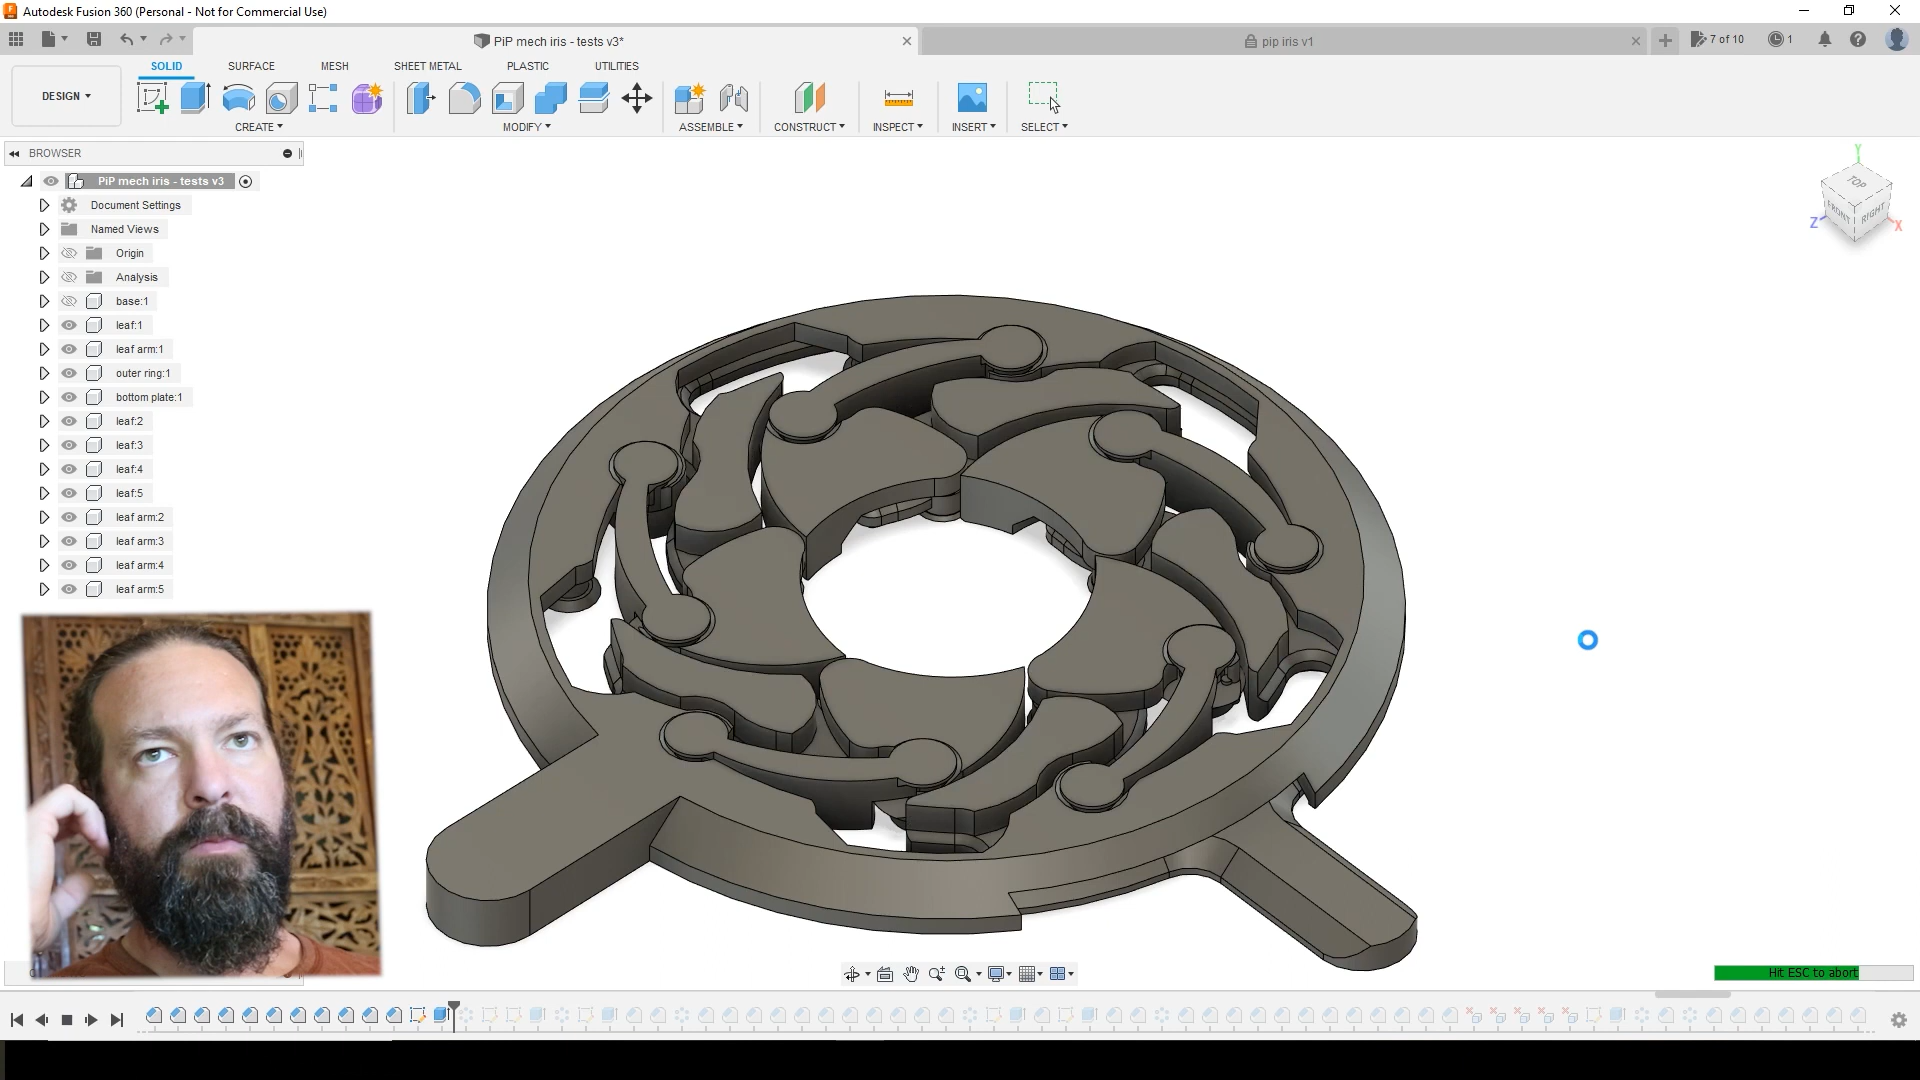 Autodesk Fusion 360 (Personal - Not for Commercial Use)
PiP mech iris - tests v3*
pip iris v1
7 of 10
1
DESIGN
SOLID
SURFACE
MESH
SHEET METAL
PLASTIC
UTILITIES
CREATE
MODIFY
ASSEMBLE
CONSTRUCT
INSPECT
INSERT
SELECT
BROWSER
PiP mech iris - tests v3
Document Settings
Named Views
Origin
Analysis
base:1
leaf:1
leaf arm:1
outer ring:1
bottom plate:1
leaf:2
leaf:3
leaf:4
leaf:5
leaf arm:2
leaf arm:3
leaf arm:4
leaf arm:5
Y
TOP
FRONT
RIGHT
Z
X
Hit ESC to abort